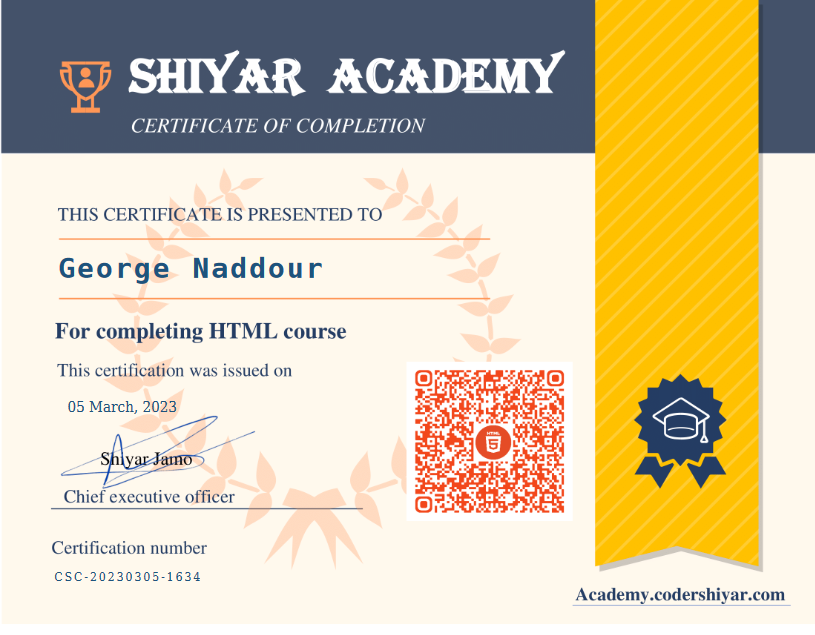 SHIYAR ACADEMY
CERTIFICATE OF COMPLETION
THIS CERTIFICATE IS PRESENTED TO
George Naddour
For completing HTML course
This certification was issued on
05 March, 2023
Shiyar Jamo
Chief executive officer
HTML
5
Certification number
CSC-20230305-1634
Academy.codershiyar.com